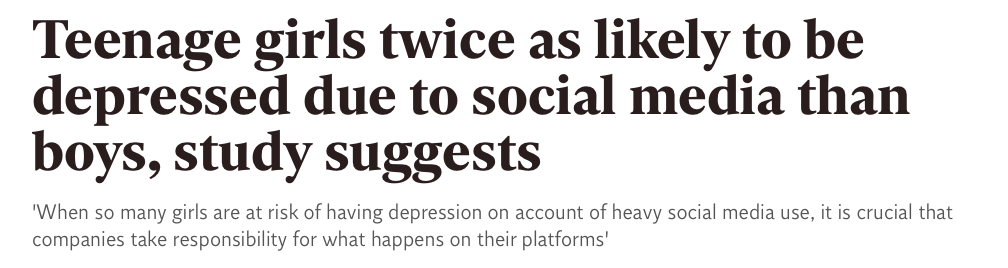 Teenage girls twice as likely to be
depressed due to social media than
boys, study suggests
'When so many girls are at risk of having depression on account of heavy social media use, it is crucial that
companies take responsibility for what happens on their platforms'